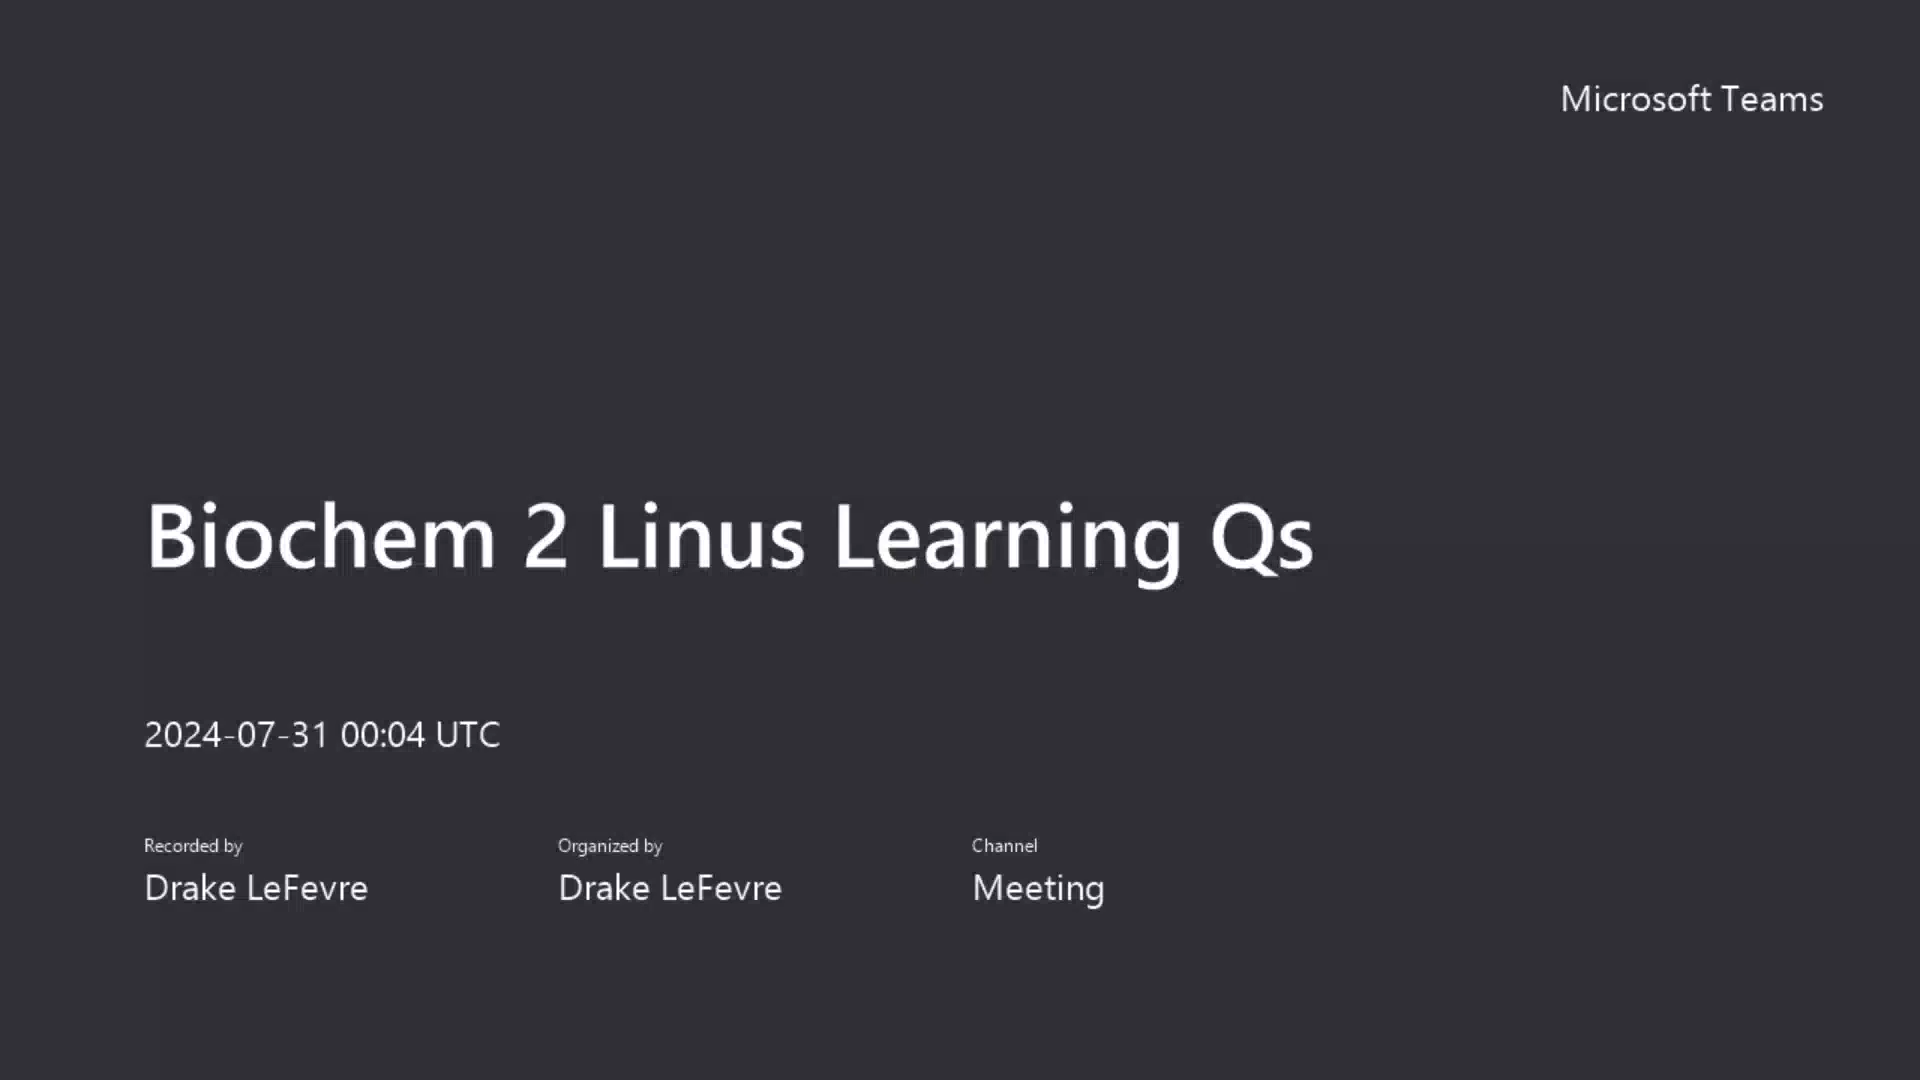 Microsoft Teams
Biochem 2 Linus Learning Qs
2024-07-31 00:04 UTC
Recorded by
Drake LeFevre
Organized by
Drake LeFevre
Channel
Meeting